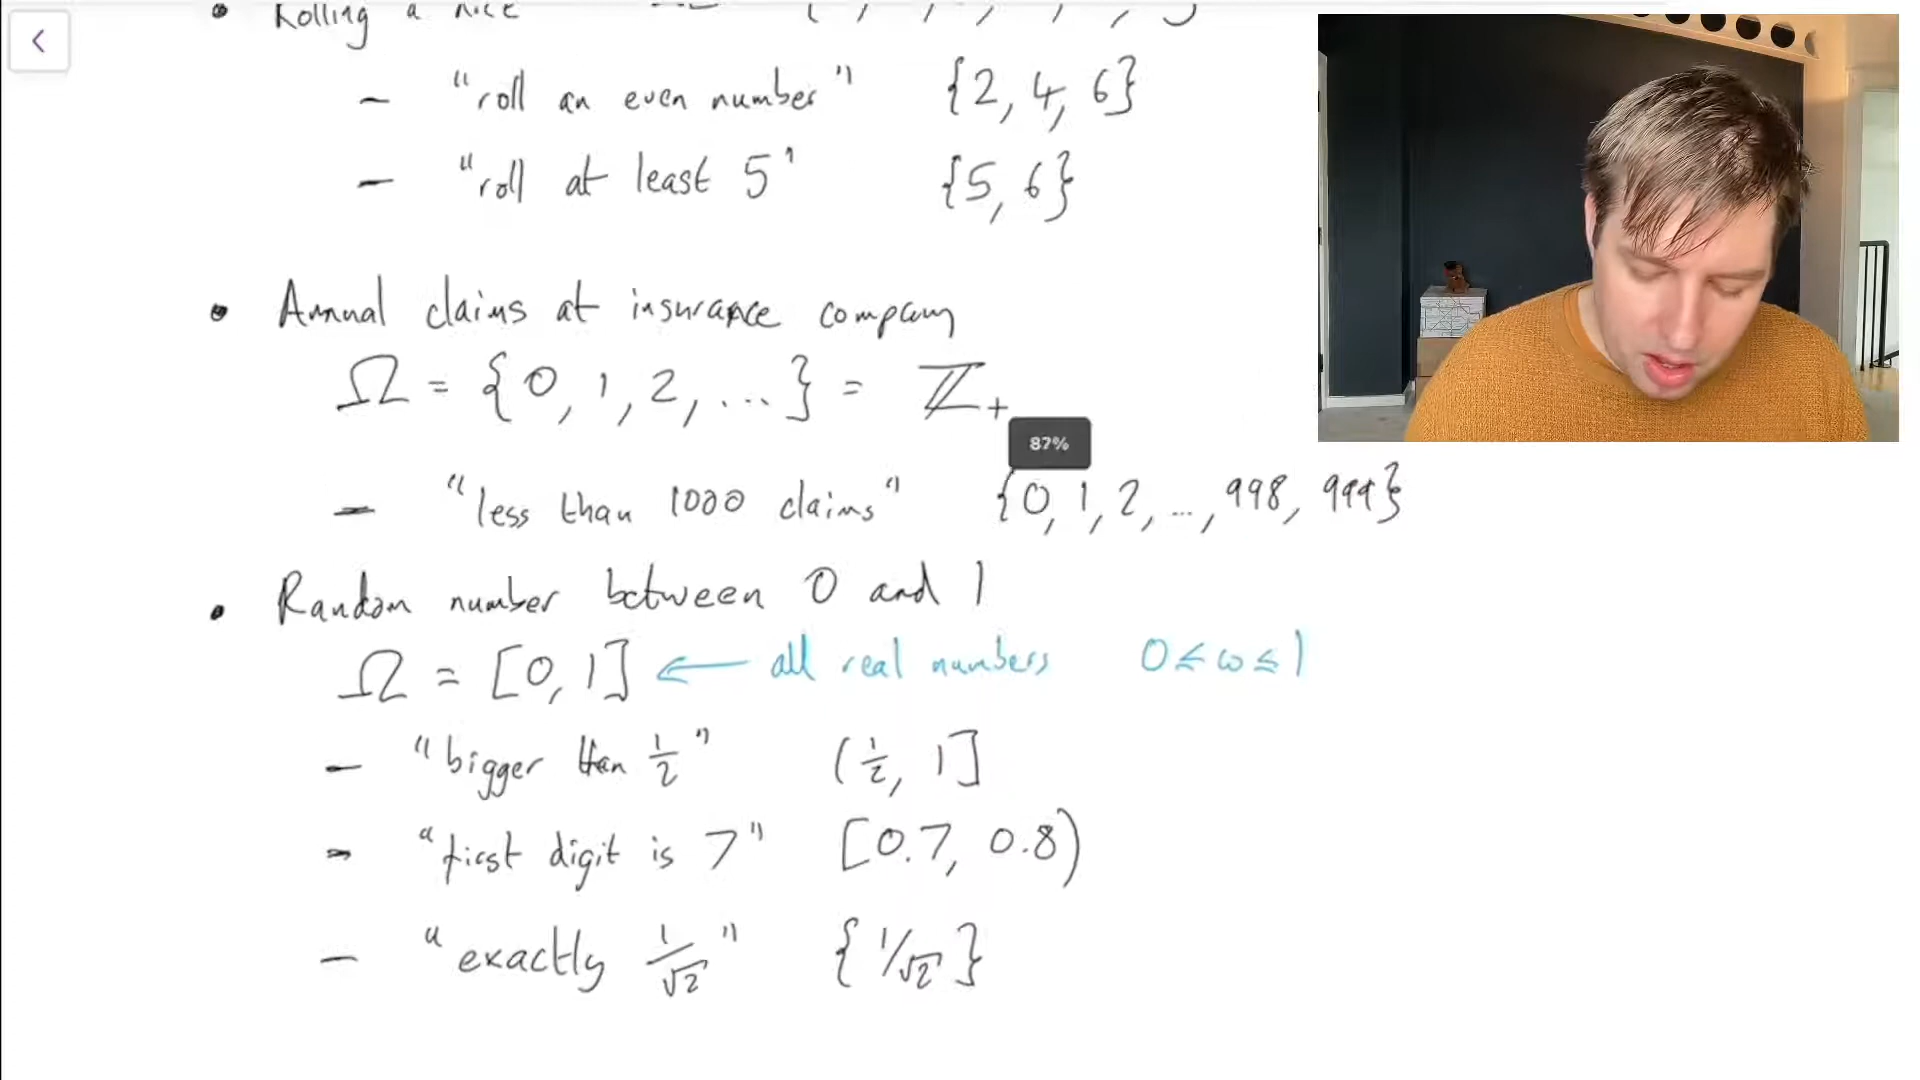 • Rolling a
– "roll an even number" {2, 4, 6}
– "roll at least 5" {5, 6}
• Annual claims at insurance company
Ω = {0, 1, 2, ...} = ℤ₊
87%
– "less than 1000 claims" {0, 1, 2, ..., 998, 999}
• Random number between 0 and 1
Ω = [0, 1] ← all real numbers 0 ≤ ω ≤ 1
– "bigger than 1/2" (1/2, 1]
– "first digit is 7" [0.7, 0.8)
– "exactly 1/√2" {1/√2}